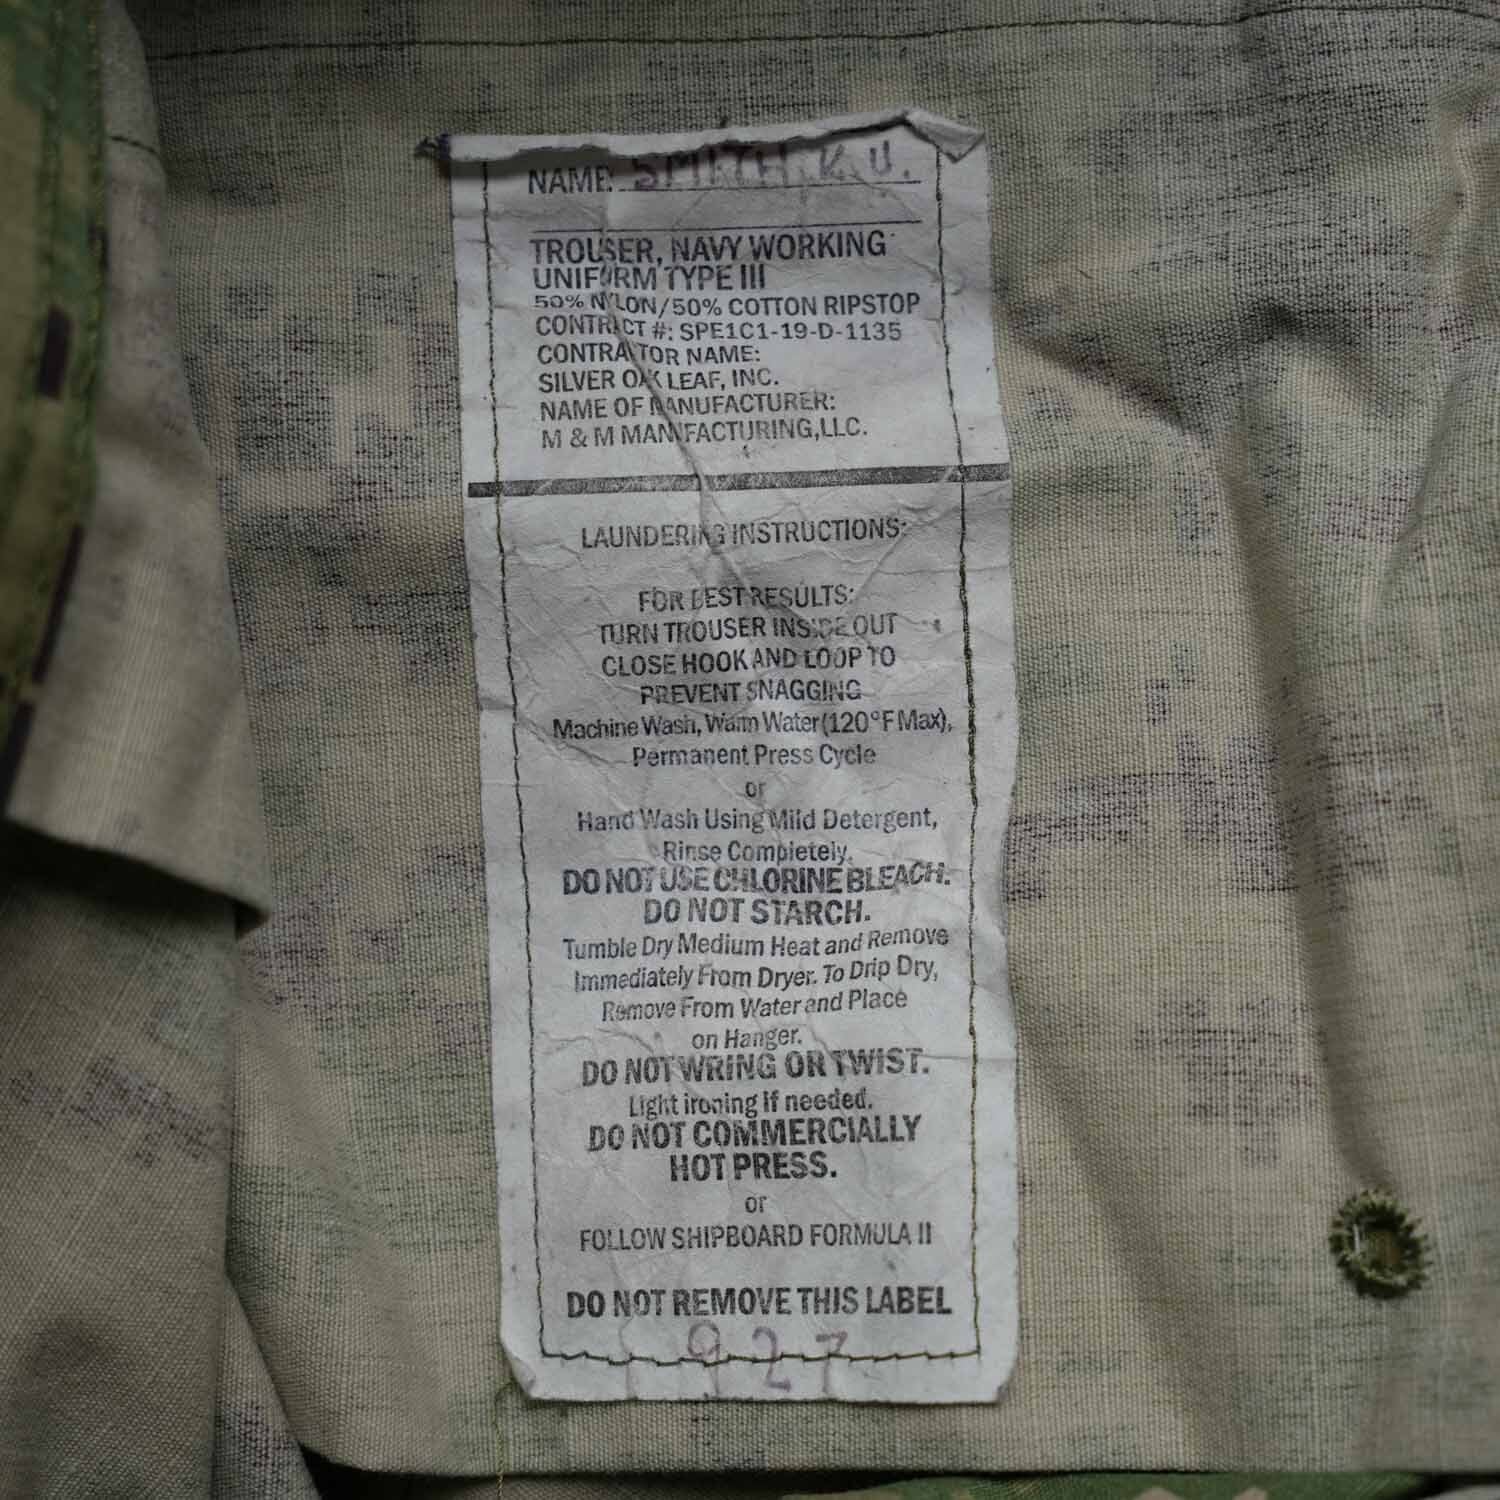 NAME: SMITH, K. U.
TROUSER, NAVY WORKING
UNIFORM TYPE III
50% NYLON/50% COTTON RIPSTOP
CONTRACT #: SPE1C1-19-D-1135
CONTRACTOR NAME:
SILVER OAK LEAF, INC.
NAME OF MANUFACTURER:
M & M MANUFACTURING,LLC.
LAUNDERING INSTRUCTIONS:
FOR BEST RESULTS:
TURN TROUSER INSIDE OUT
CLOSE HOOK AND LOOP TO
PREVENT SNAGGING
Machine Wash, Warm Water (120°F Max),
Permanent Press Cycle
or
Hand Wash Using Mild Detergent,
Rinse Completely.
DO NOT USE CHLORINE BLEACH.
DO NOT STARCH.
Tumble Dry Medium Heat and Remove
Immediately From Dryer. To Drip Dry,
Remove From Water and Place
on Hanger.
DO NOT WRING OR TWIST.
Light ironing if needed.
DO NOT COMMERCIALLY
HOT PRESS.
or
FOLLOW SHIPBOARD FORMULA II
DO NOT REMOVE THIS LABEL
927